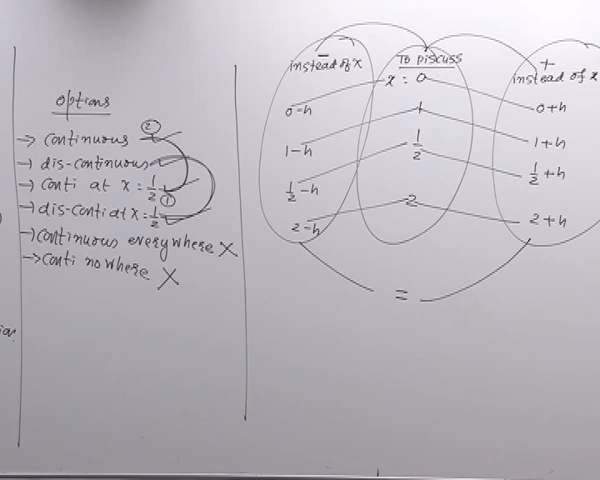 options
→ continuous ②
→ dis-continuous
→ conti at x = 1/2 ①
→ dis-conti at x = 1/2
→ continuous every where X
→ conti no where X
− To DISCUSS +
instead of x x : 0 instead of x
0-h 0+h
1-h 1 1+h
1/2-h 1/2 1/2+h
2-h 2 2+h
=